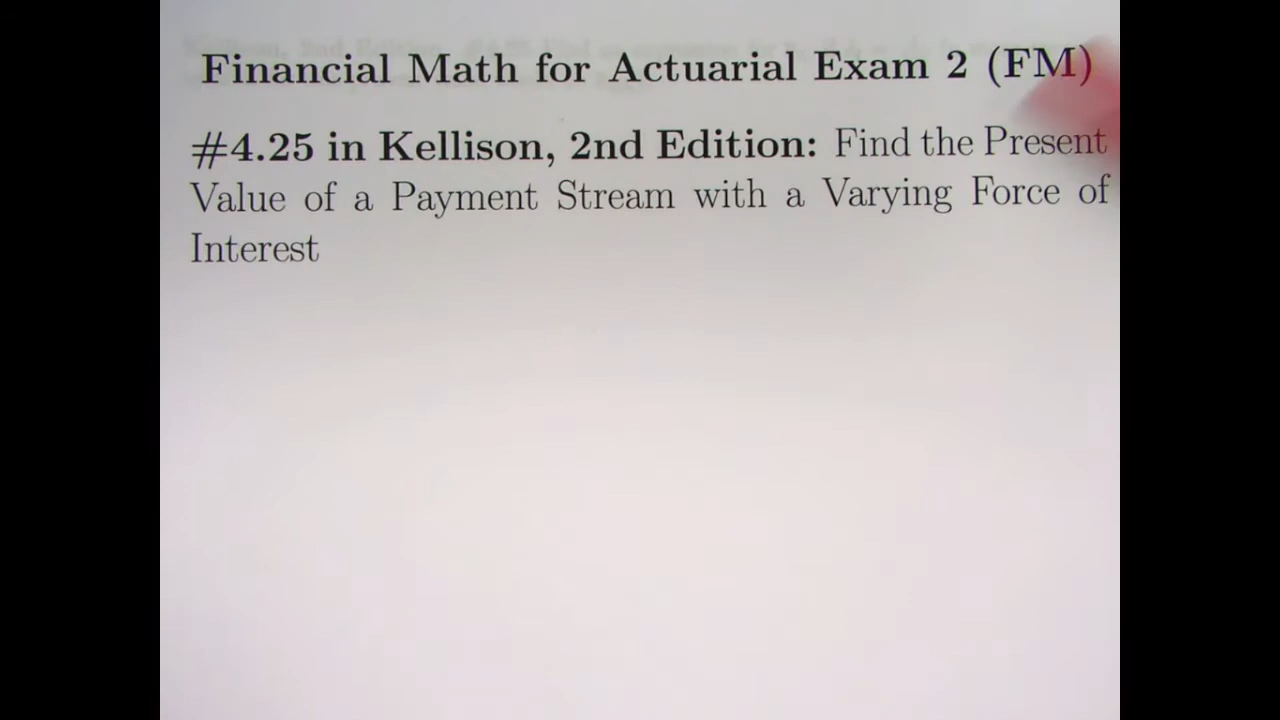 Financial Math for Actuarial Exam 2 (FM)
#4.25 in Kellison, 2nd Edition: Find the Present
Value of a Payment Stream with a Varying Force of
Interest